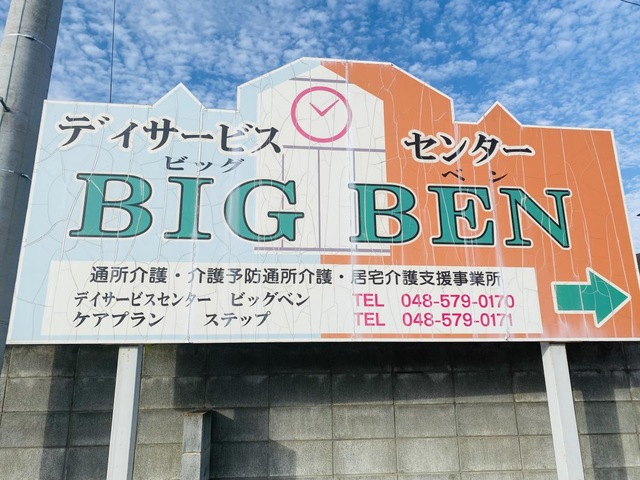 デイサービス センター
ビッグ ベン
BIG BEN
通所介護・介護予防通所介護・居宅介護支援事業所
デイサービスセンター ビッグベン TEL 048-579-0170
ケアプラン ステップ TEL 048-579-0171